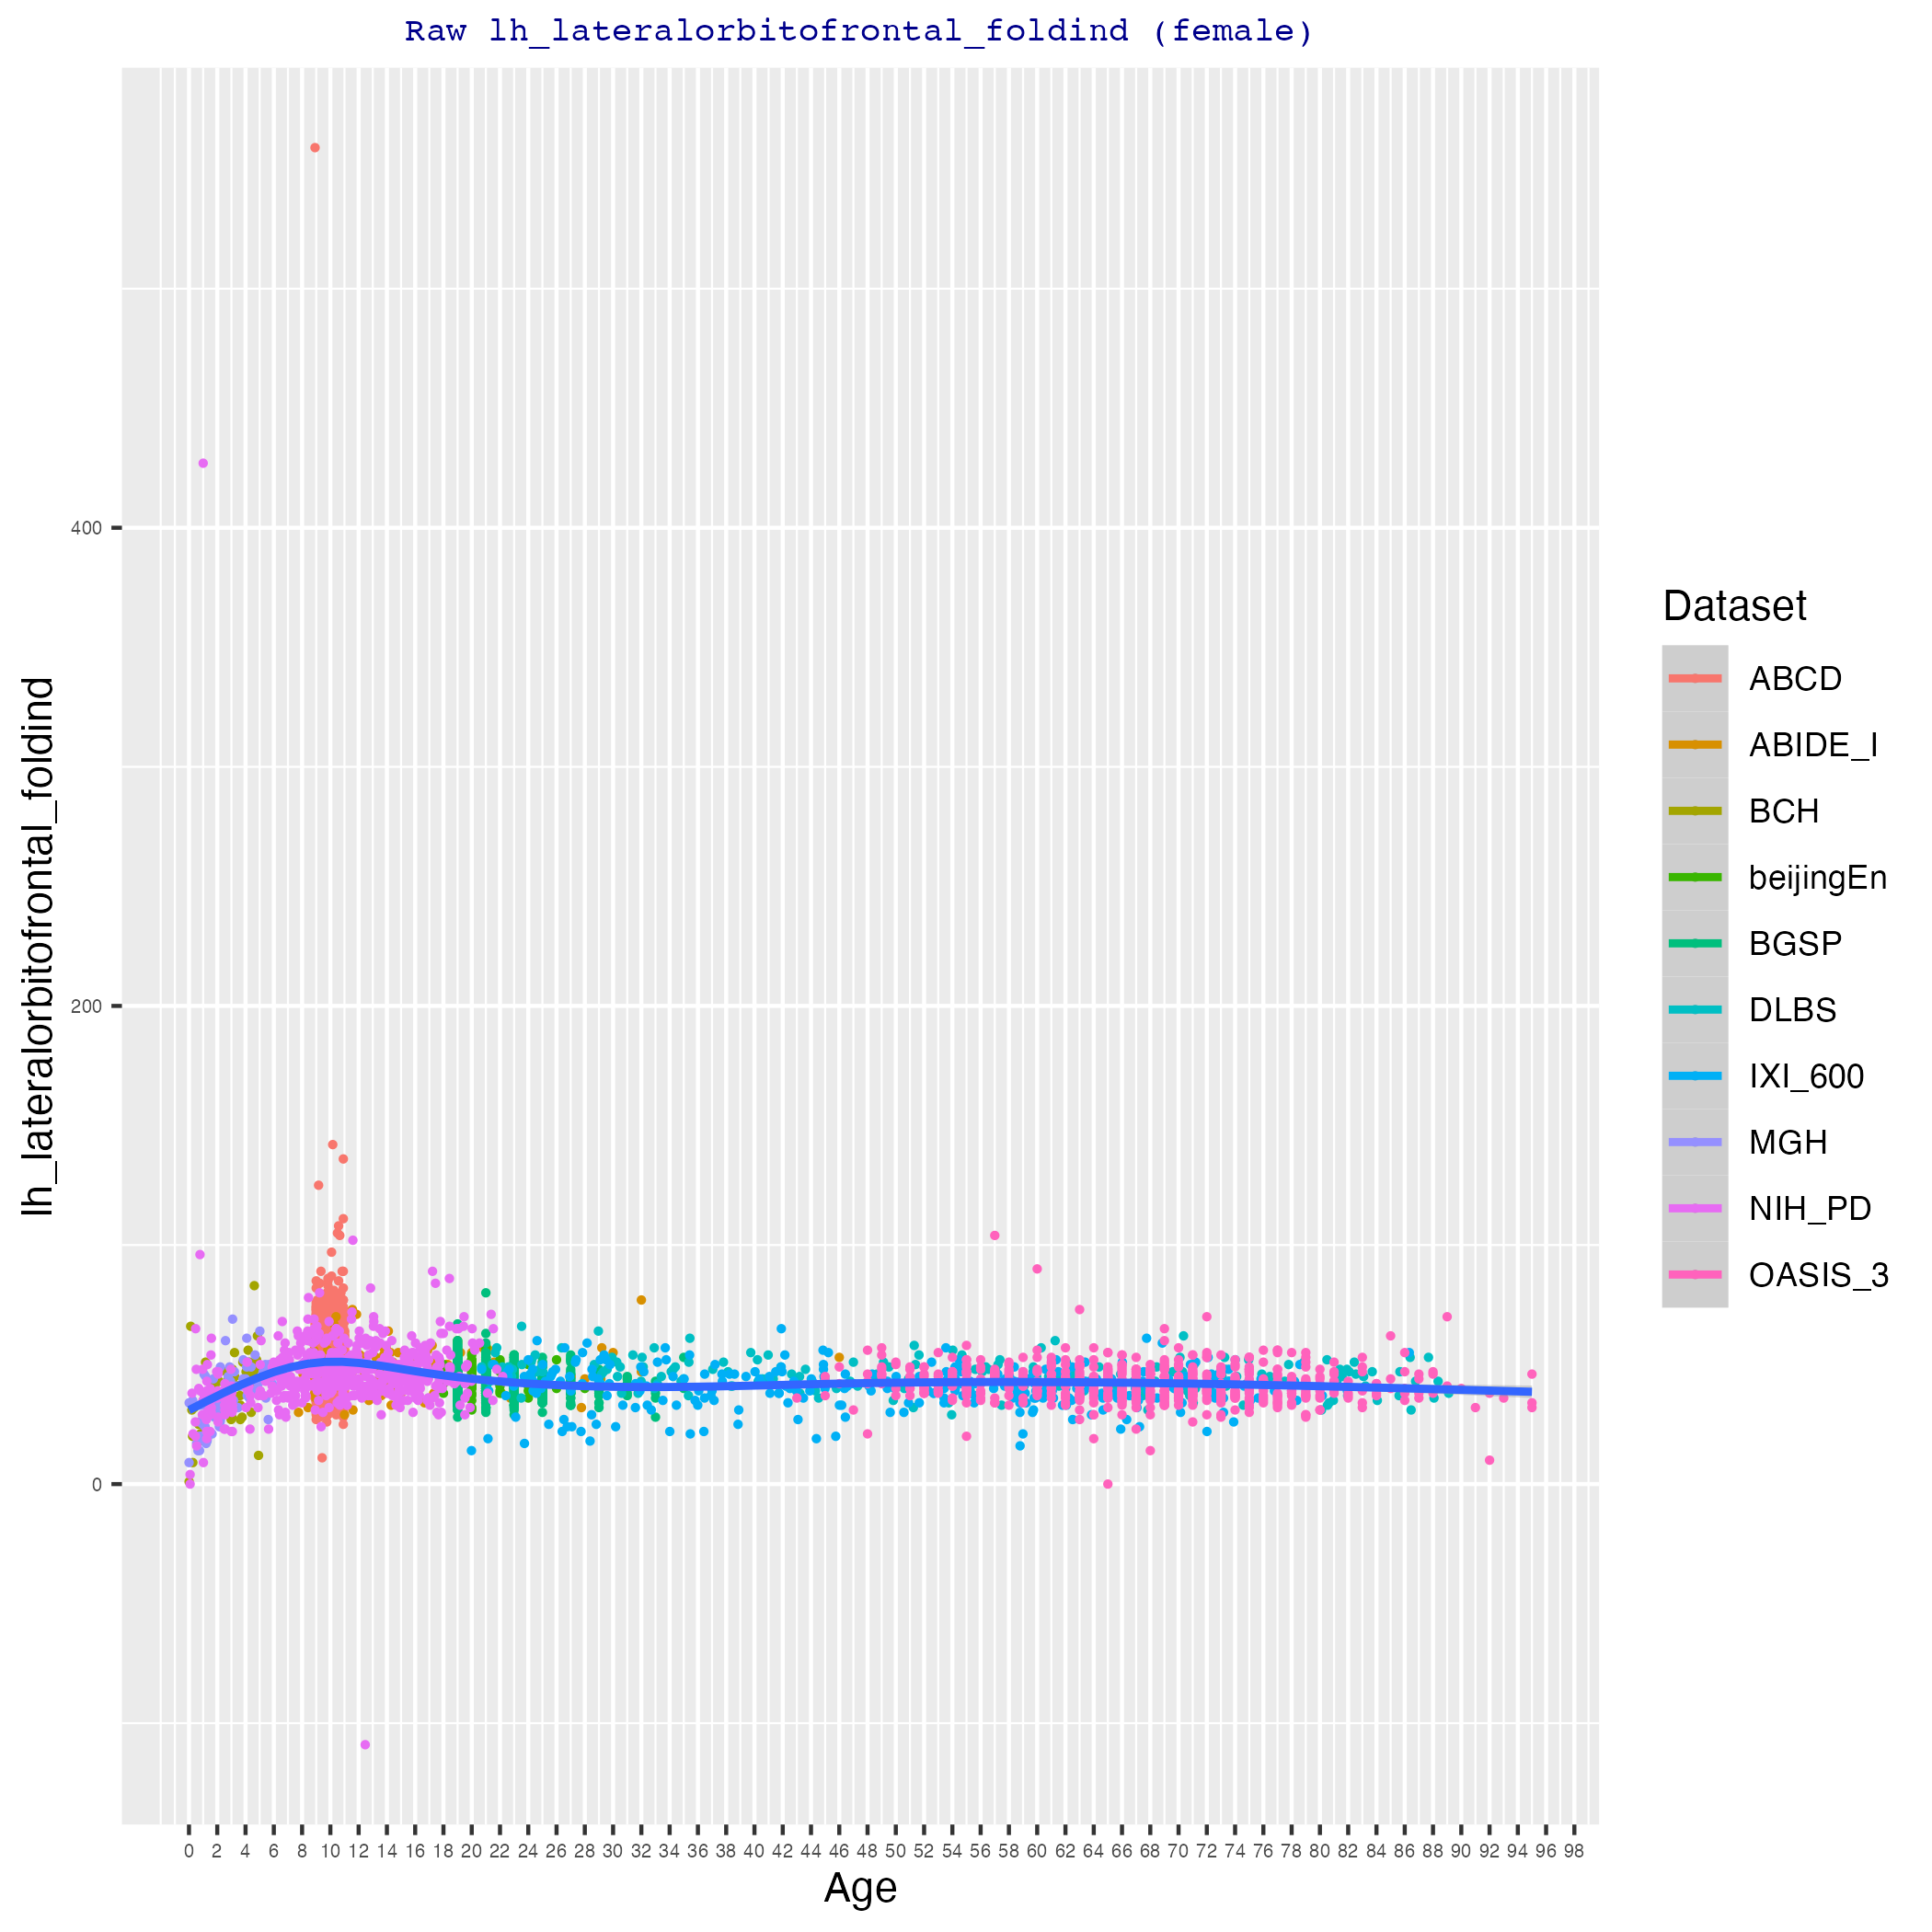 Raw lh_lateralorbitofrontal_foldind (female)
lh_lateralorbitofrontal_foldind
400
200
0
0 2 4 6 8 10 12 14 16 18 20 22 24 26 28 30 32 34 36 38 40 42 44 46 48 50 52 54 56 58 60 62 64 66 68 70 72 74 76 78 80 82 84 86 88 90 92 94 96 98
Age
Dataset
ABCD
ABIDE_I
BCH
beijingEn
BGSP
DLBS
IXI_600
MGH
NIH_PD
OASIS_3